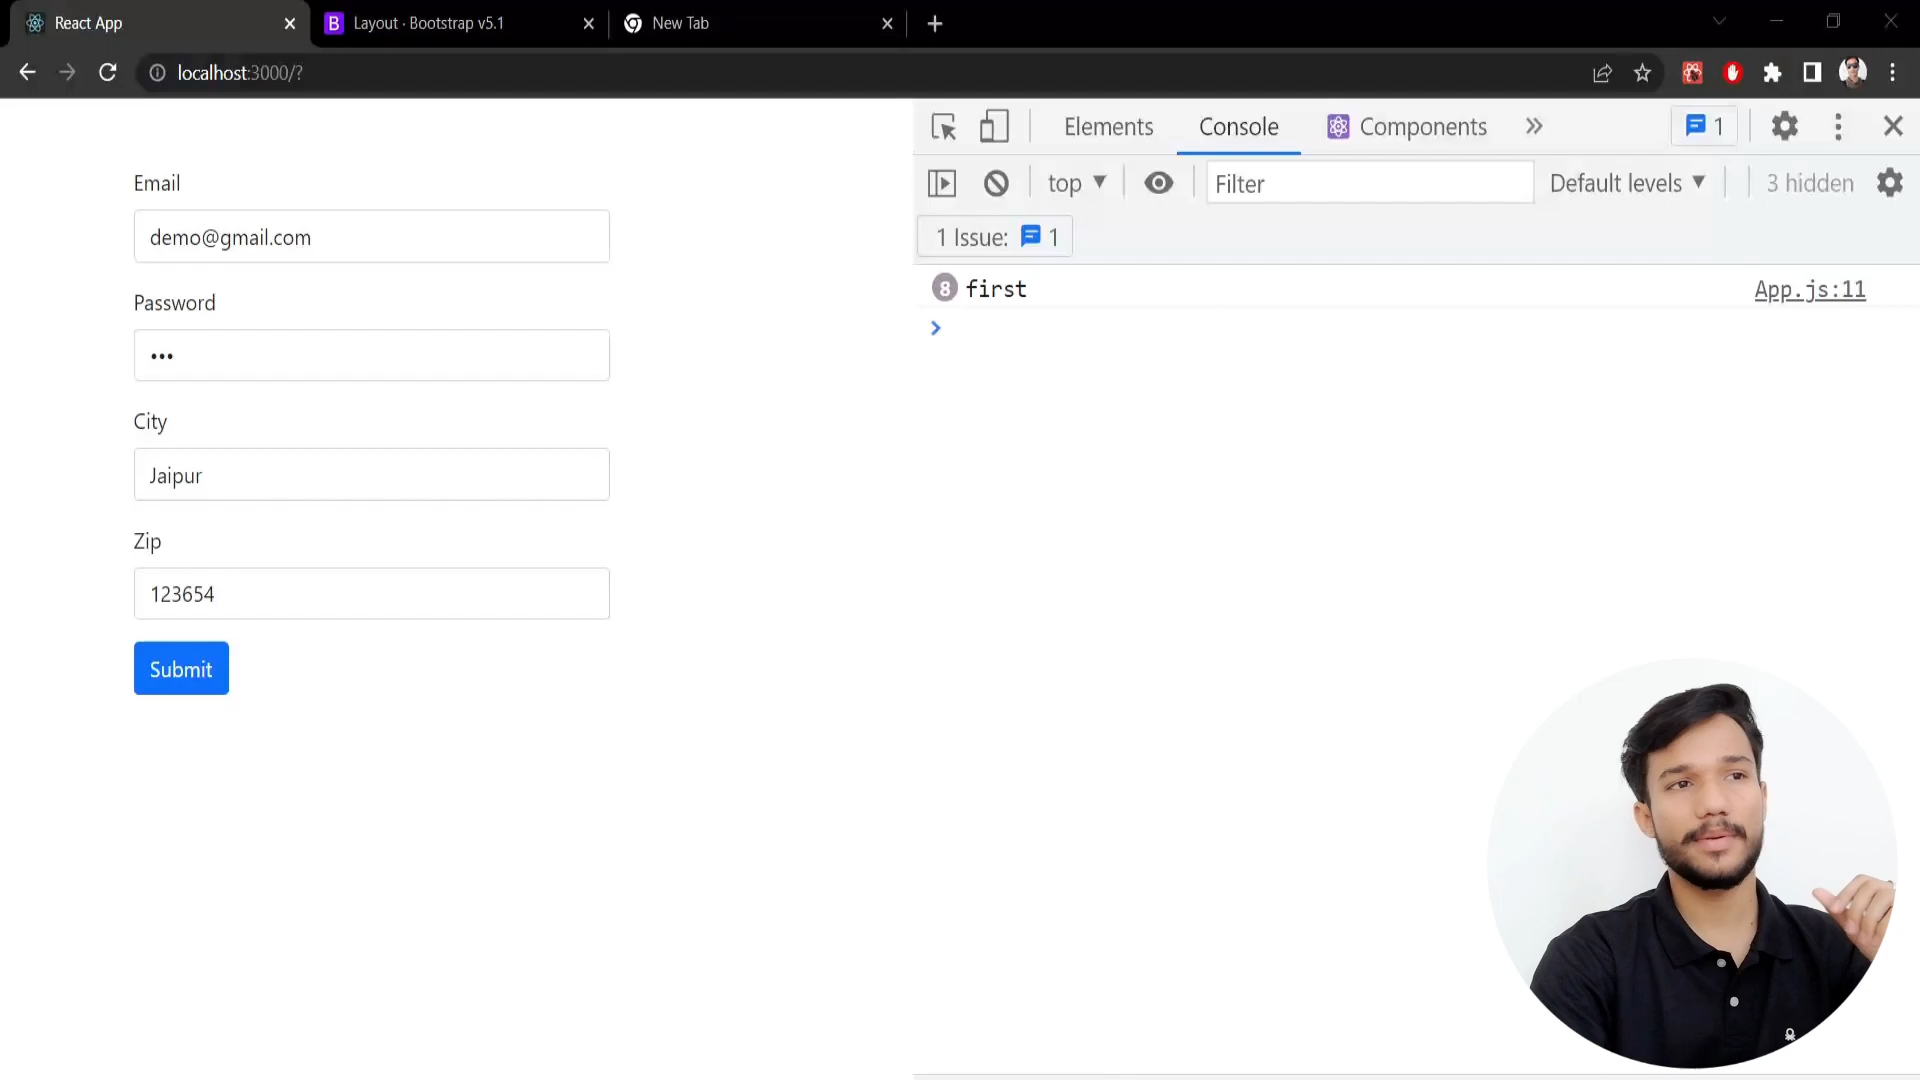 React App
Layout · Bootstrap v5.1
New Tab
localhost:3000/?
Elements
Console
Components
1
top
Filter
Default levels
3 hidden
1 Issue: 1
8 first
App.js:11
Email
demo@gmail.com
Password
•••
City
Jaipur
Zip
123654
Submit